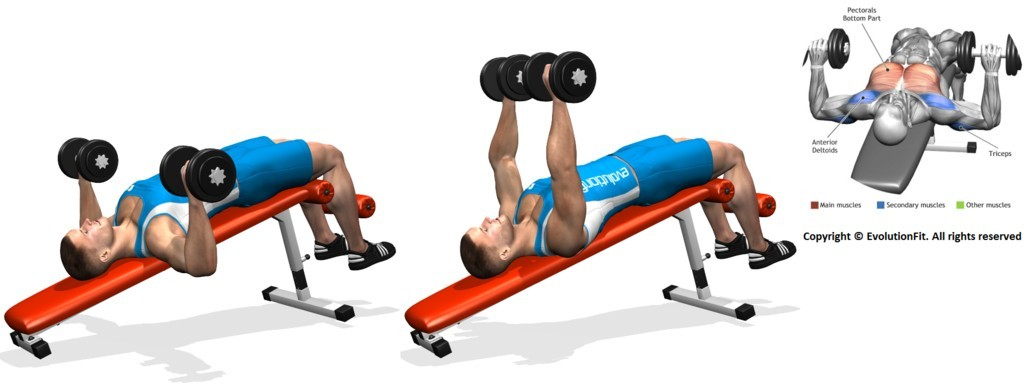 Pectorals
Bottom Part
Anterior
Deltoids
Triceps
Main muscles
Secondary muscles
Other muscles
Copyright © EvolutionFit. All rights reserved